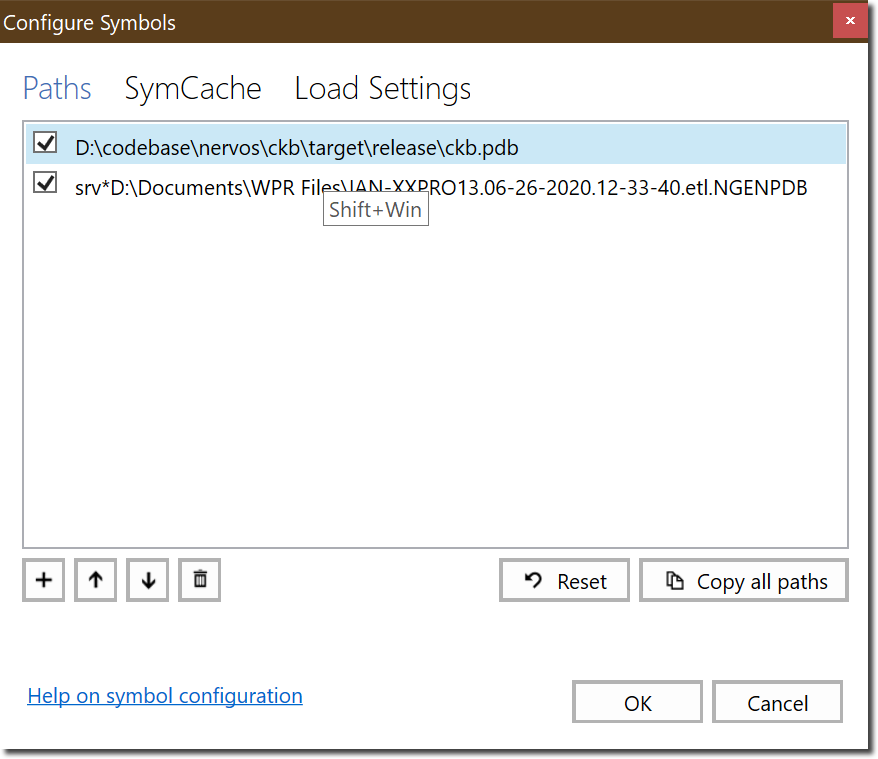 Configure Symbols
Paths SymCache Load Settings
D:\codebase\nervos\ckb\target\release\ckb.pdb
srv*D:\Documents\WPR Files\IAN-XXPRO13.06-26-2020.12-33-40.etl.NGENPDB
Shift+Win
Reset Copy all paths
Help on symbol configuration
OK Cancel